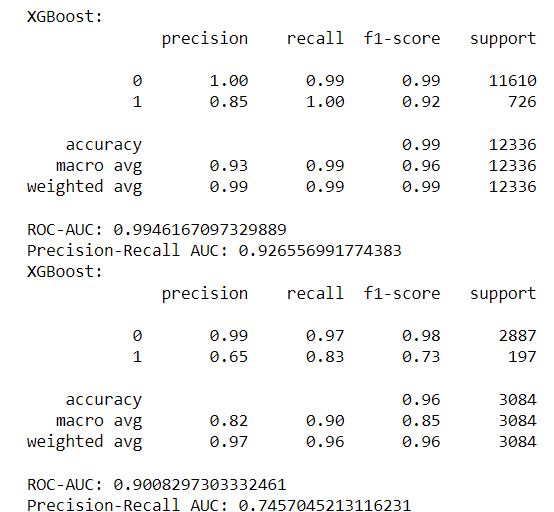 XGBoost:
precision recall f1-score support
0 1.00 0.99 0.99 11610
1 0.85 1.00 0.92 726
accuracy 0.99 12336
macro avg 0.93 0.99 0.96 12336
weighted avg 0.99 0.99 0.99 12336
ROC-AUC: 0.9946167097329889
Precision-Recall AUC: 0.926556991774383
XGBoost:
precision recall f1-score support
0 0.99 0.97 0.98 2887
1 0.65 0.83 0.73 197
accuracy 0.96 3084
macro avg 0.82 0.90 0.85 3084
weighted avg 0.97 0.96 0.96 3084
ROC-AUC: 0.9008297303332461
Precision-Recall AUC: 0.7457045213116231